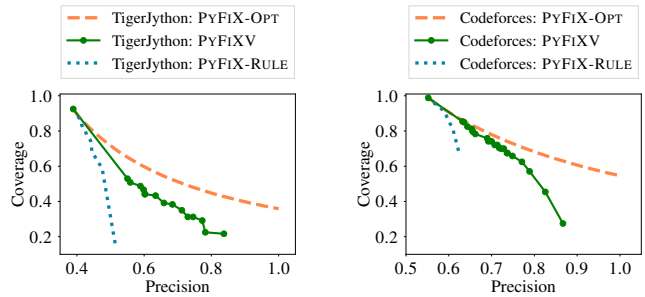 TigerJython: PYFIX-OPT
TigerJython: PYFIXV
TigerJython: PYFIX-RULE
1.0
0.8
0.6
0.4
0.2
Coverage
0.4
0.6
0.8
1.0
Precision
Codeforces: PYFIX-OPT
Codeforces: PYFIXV
Codeforces: PYFIX-RULE
1.0
0.8
0.6
0.4
0.2
Coverage
0.5
0.6
0.7
0.8
0.9
1.0
Precision